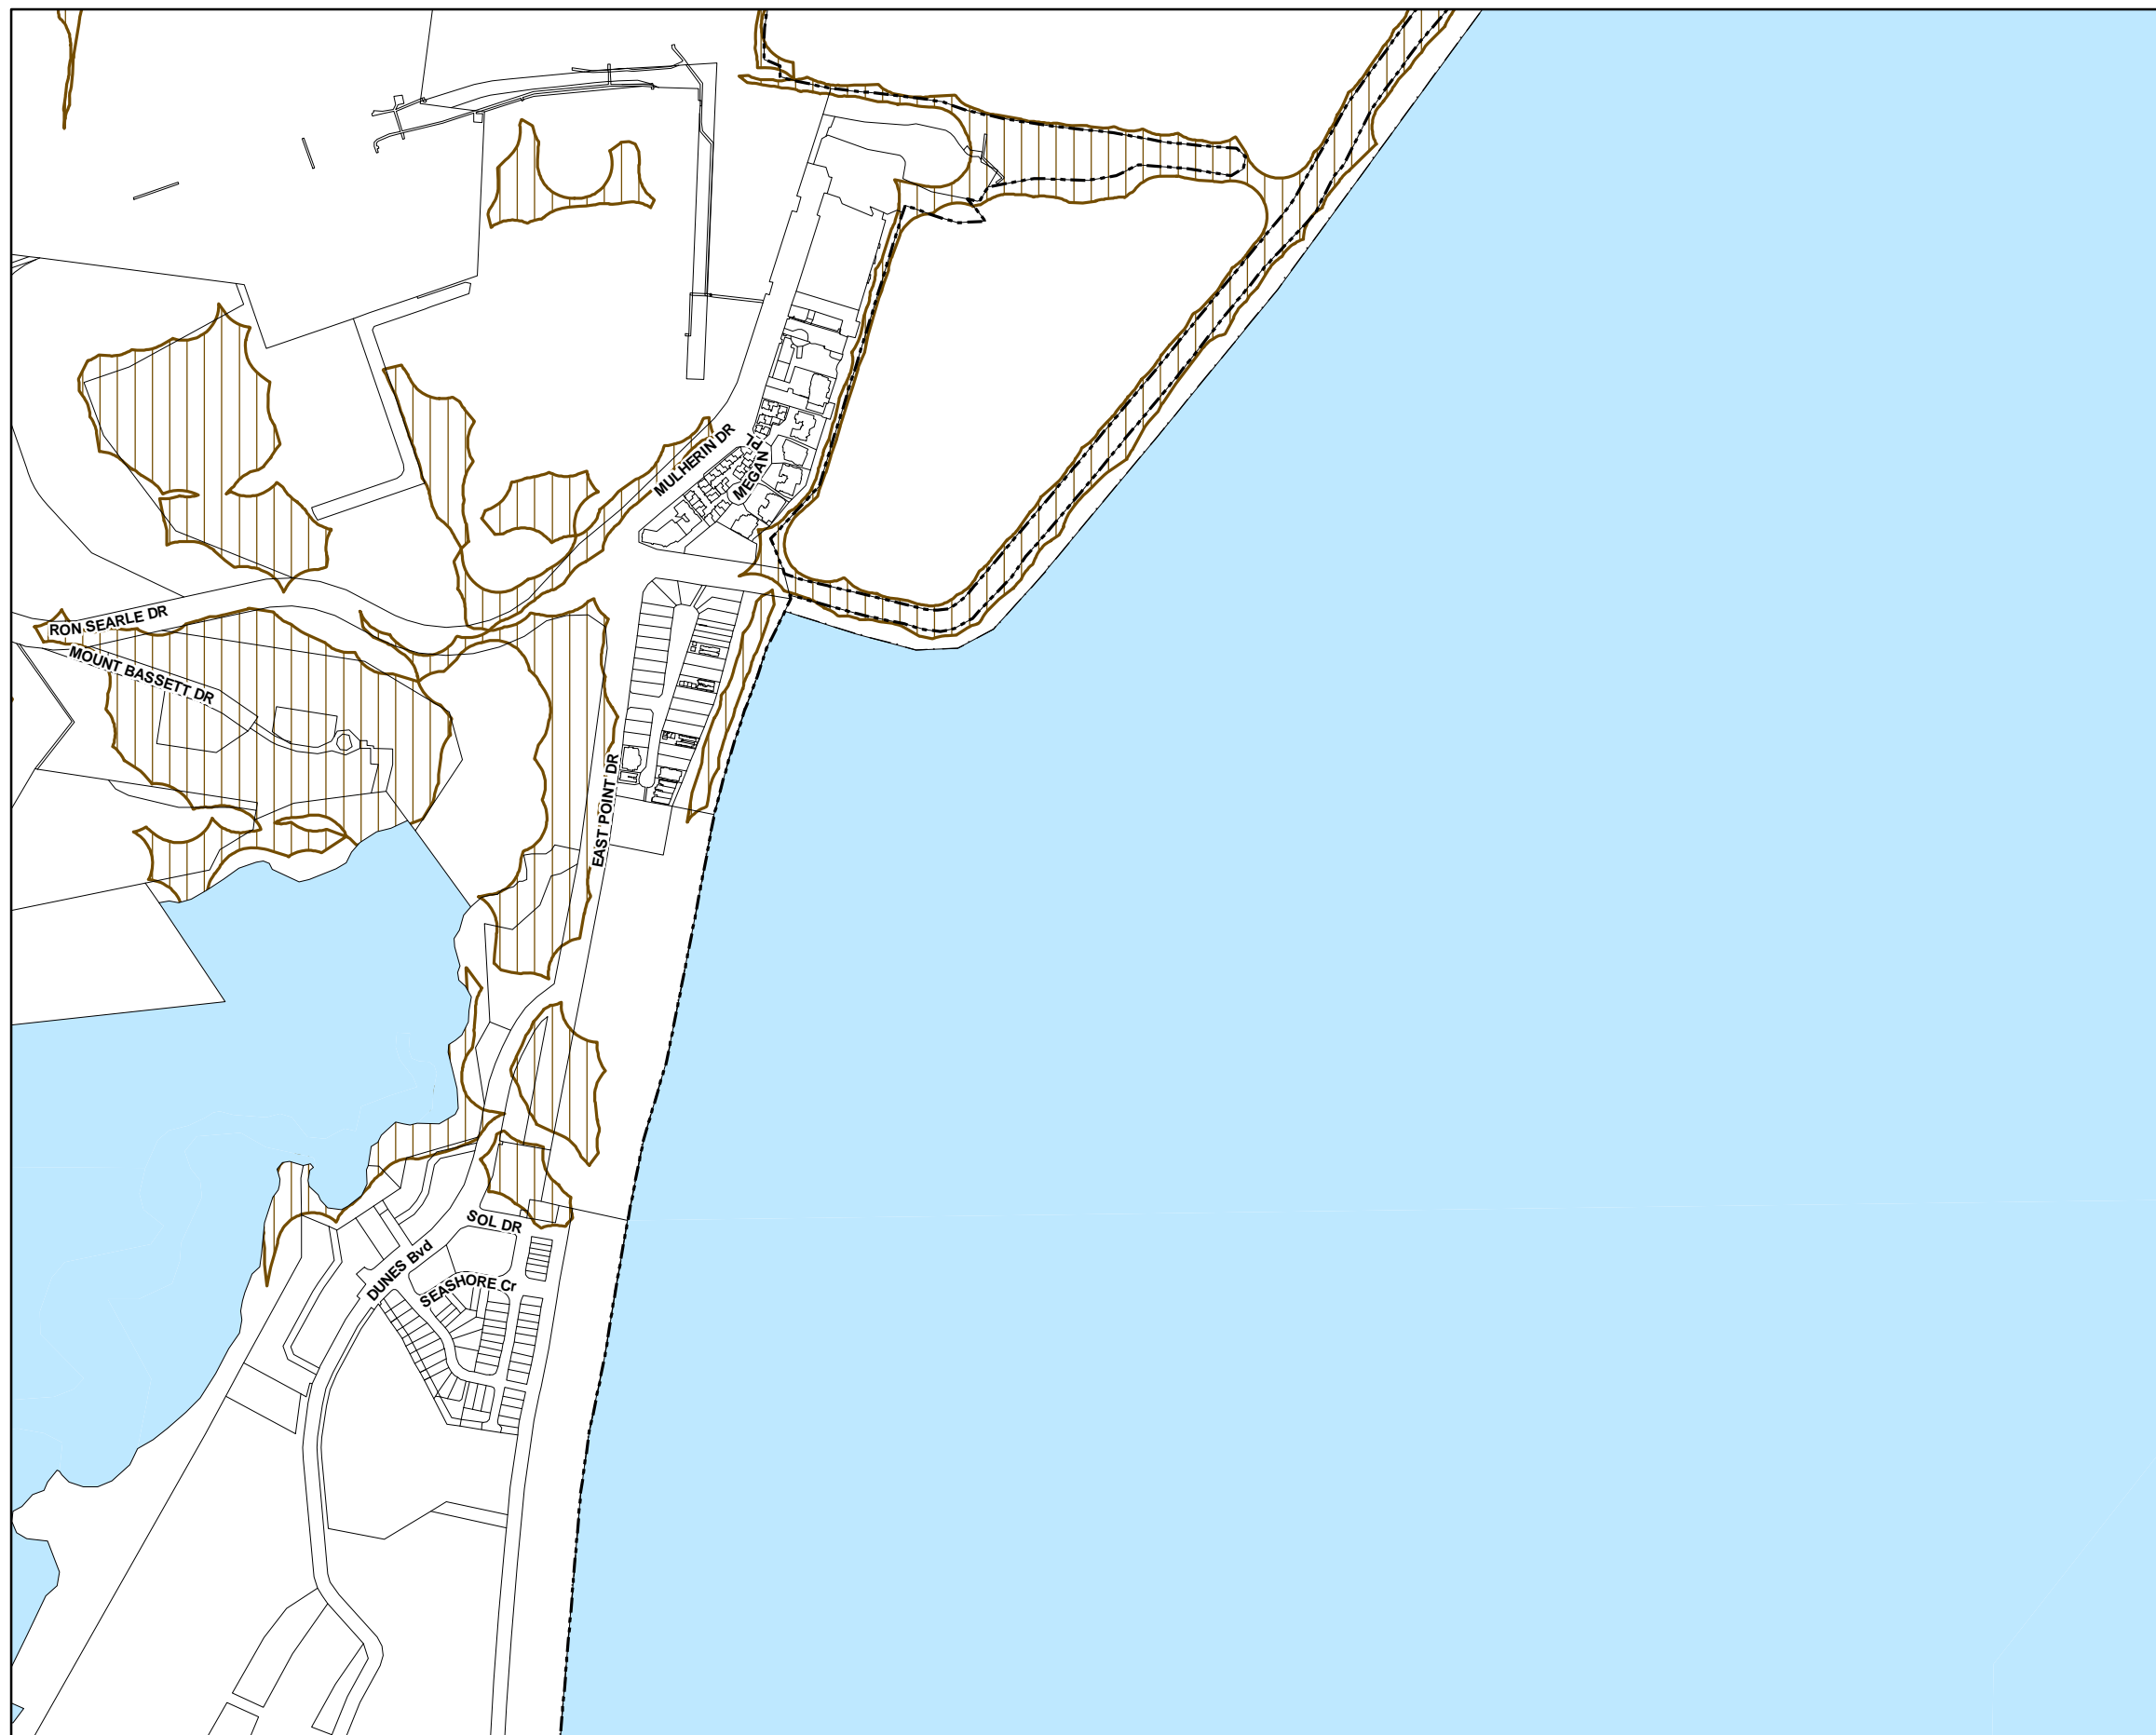 MULHERIN DR
MEGAN PL
RON SEARLE DR
MOUNT BASSETT DR
EAST POINT DR
SOL DR
DUNES Bvd
SEASHORE Cr